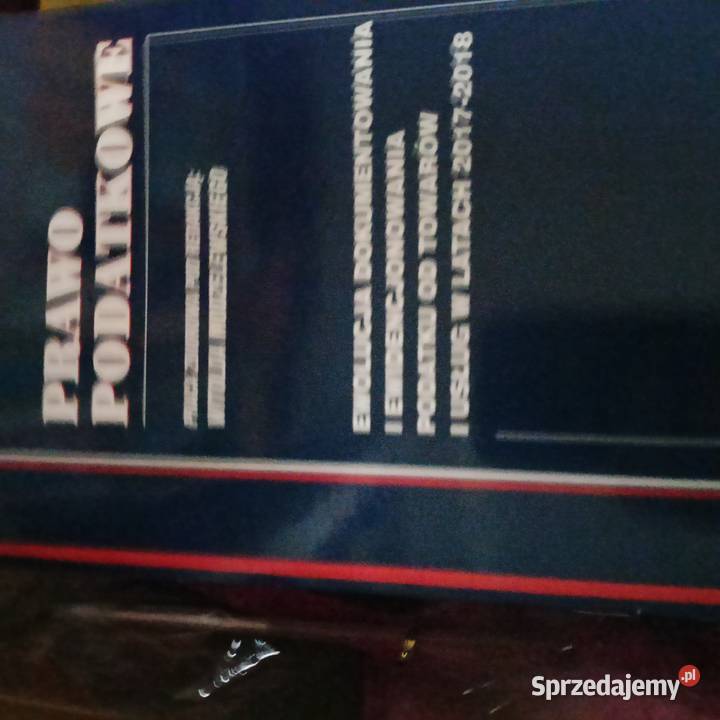 PRAWO
PODATKOWE
EWOLUCJA DOKUMENTOWANIA
I EWIDENCJONOWANIA
PODATKU OD TOWARÓW
I USŁUG W LATACH 2017-2018
Sprzedajemy.pl